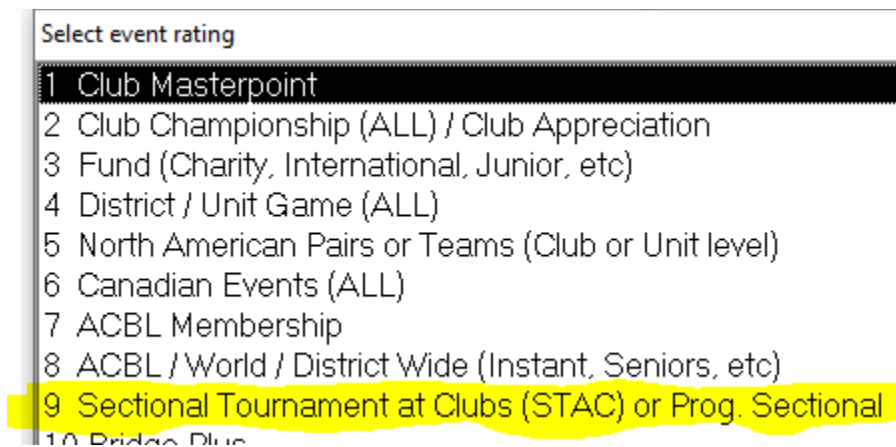 Select event rating
1 Club Masterpoint
2 Club Championship (ALL) / Club Appreciation
3 Fund (Charity, International, Junior, etc)
4 District / Unit Game (ALL)
5 North American Pairs or Teams (Club or Unit level)
6 Canadian Events (ALL)
7 ACBL Membership
8 ACBL / World / District Wide (Instant, Seniors, etc)
9 Sectional Tournament at Clubs (STAC) or Prog. Sectional
10 Bridge Plus